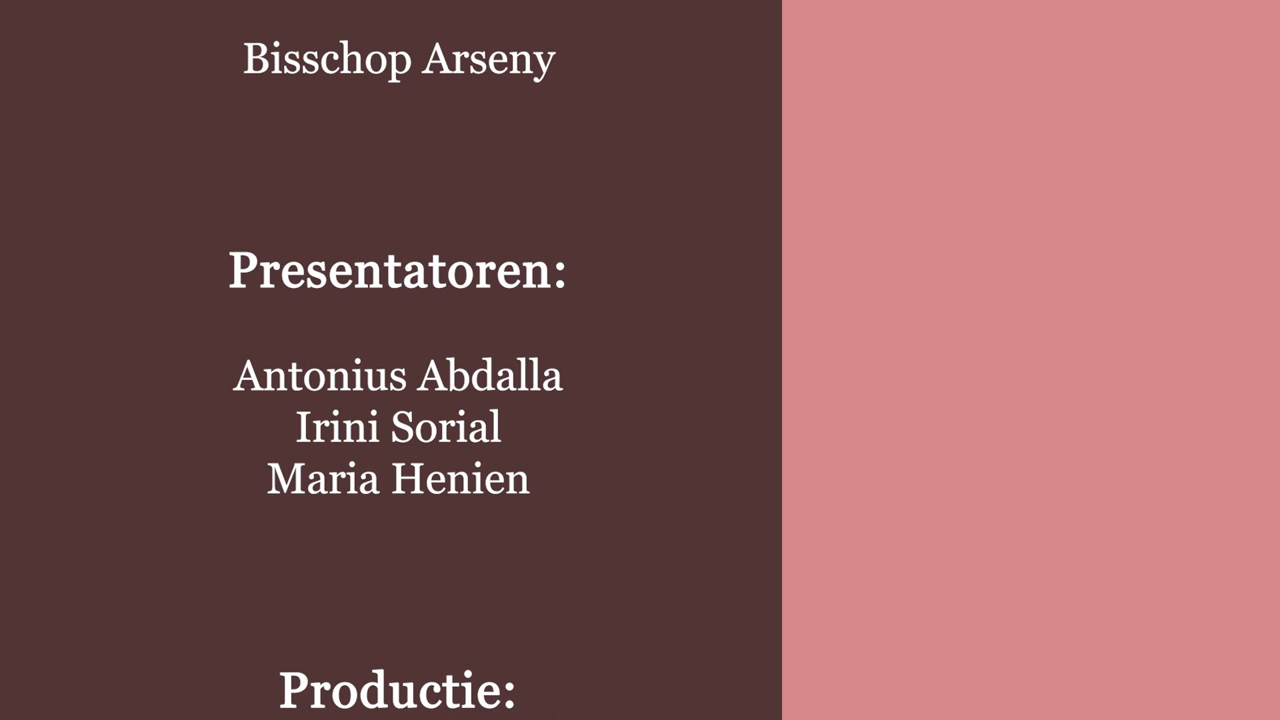 Bisschop Arseny
Presentatoren:
Antonius Abdalla
Irini Sorial
Maria Henien
Productie: